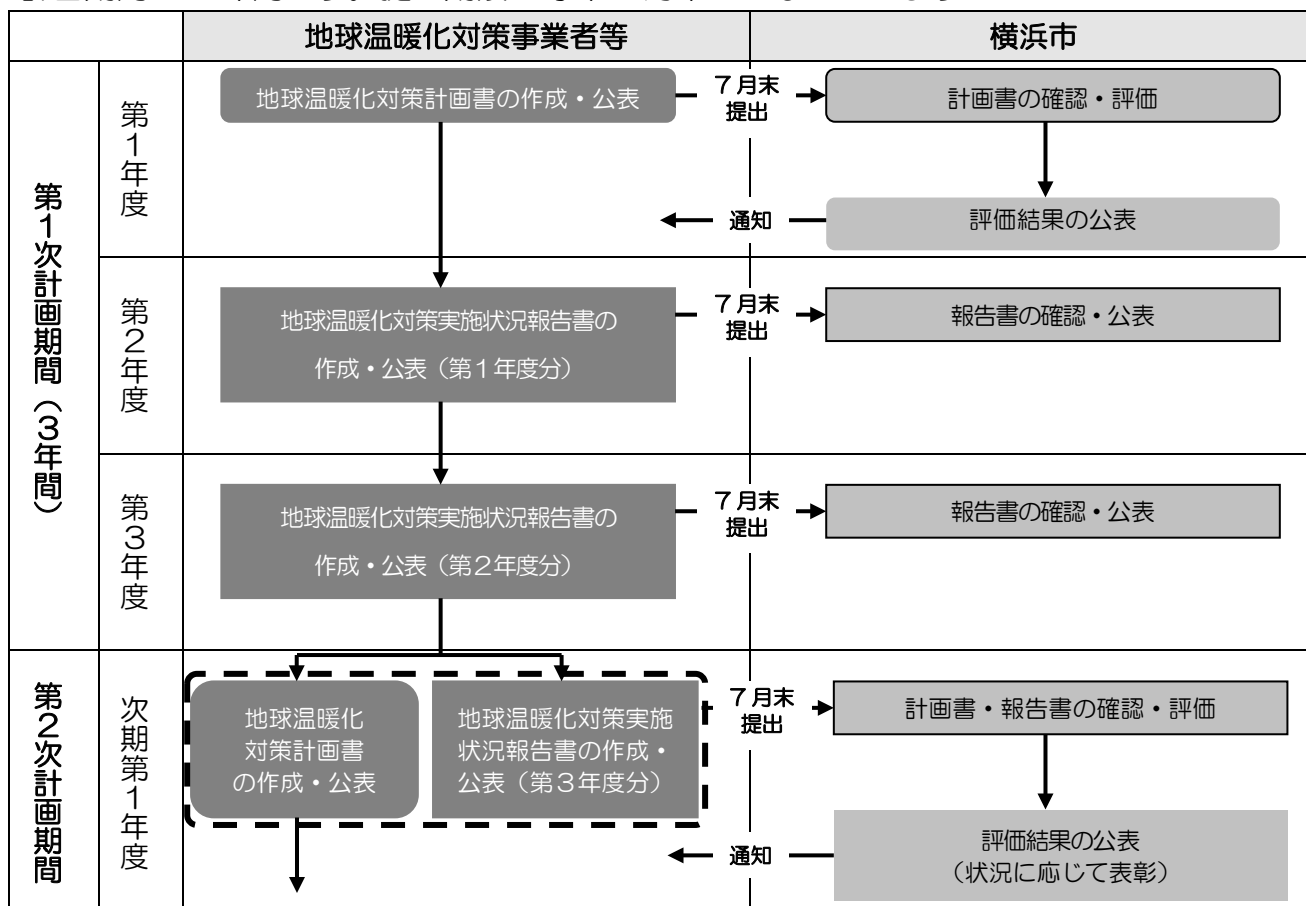 地球温暖化対策事業者等
横浜市
第1次計画期間（3年間）
第1年度
地球温暖化対策計画書の作成・公表
7月末
提出
計画書の確認・評価
通知
評価結果の公表
第2年度
地球温暖化対策実施状況報告書の
作成・公表（第1年度分）
7月末
提出
報告書の確認・公表
第3年度
地球温暖化対策実施状況報告書の
作成・公表（第2年度分）
7月末
提出
報告書の確認・公表
第2次計画期間
次期第1年度
地球温暖化
対策計画書
の作成・公表
地球温暖化対策実施
状況報告書の作成・
公表（第3年度分）
7月末
提出
計画書・報告書の確認・評価
通知
評価結果の公表
（状況に応じて表彰）